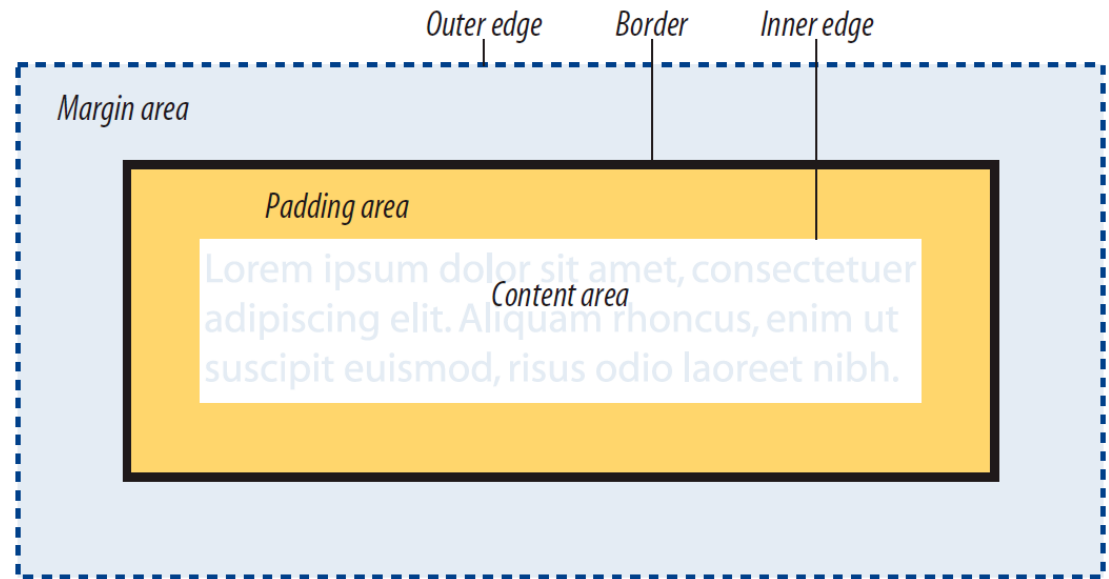 Outer edge Border Inner edge
Margin area
Padding area
Lorem ipsum dolor sit amet, consectetuer
Content area
adipiscing elit. Aliquam rhoncus, enim ut
suscipit euismod, risus odio laoreet nibh.